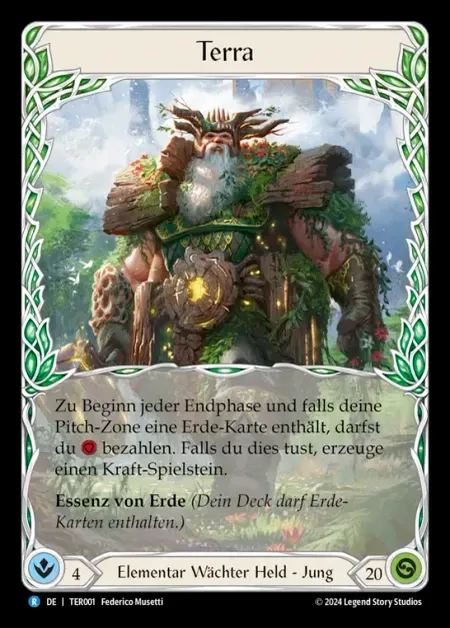 Terra
Zu Beginn jeder Endphase und falls deine
Pitch-Zone eine Erde-Karte enthält, darfst
du bezahlen. Falls du dies tust, erzeuge
einen Kraft-Spielstein.
Essenz von Erde (Dein Deck darf Erde-
Karten enthalten.)
4 Elementar Wächter Held - Jung 20
R DE | TER001 Federico Musetti © 2024 Legend Story Studios